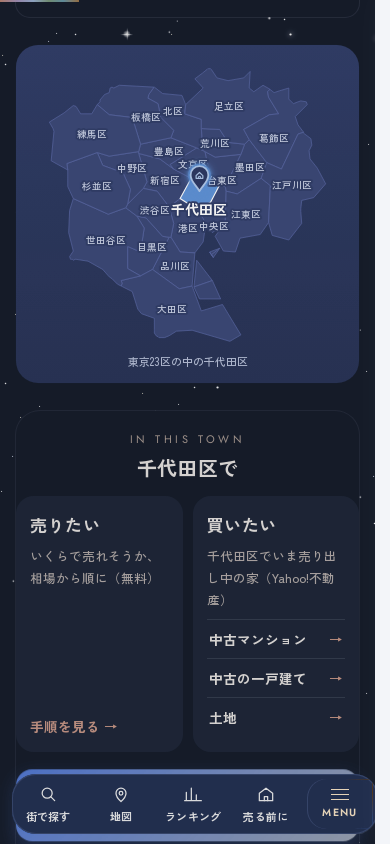 足立区
北区
板橋区
練馬区
葛飾区
荒川区
豊島区
文京区
中野区
墨田区
新宿区
台東区
杉並区
江戸川区
渋谷区
千代田区
江東区
港区
中央区
世田谷区
目黒区
品川区
大田区
東京23区の中の千代田区
IN THIS TOWN
千代田区で
売りたい
いくらで売れそうか、
相場から順に（無料）
手順を見る →
買いたい
千代田区でいま売り出
し中の家（Yahoo!不動
産）
中古マンション →
中古の一戸建て →
土地 →
街で探す
地図
ランキング
売る前に
MENU